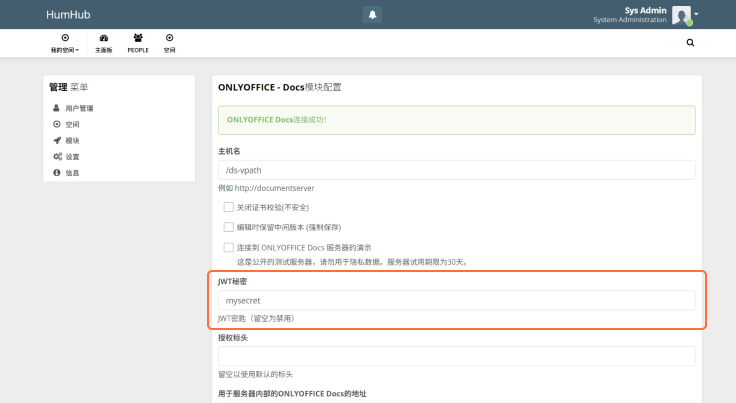 HumHub
Sys Admin
System Administration
我的空间
主面板
PEOPLE
空间
管理 菜单
用户管理
空间
模块
设置
信息
ONLYOFFICE - Docs模块配置
ONLYOFFICE Docs连接成功!
主机名
/ds-vpath
例如 http://documentserver
关闭证书校验(不安全)
编辑时保留中间版本 (强制保存)
连接到 ONLYOFFICE Docs 服务器的演示
这是公开的测试服务器，请勿用于隐私数据。服务器试用期限为30天。
JWT秘密
mysecret
JWT密匙（留空为禁用）
授权标头
留空以使用默认的标头
用于服务器内部的ONLYOFFICE Docs的地址